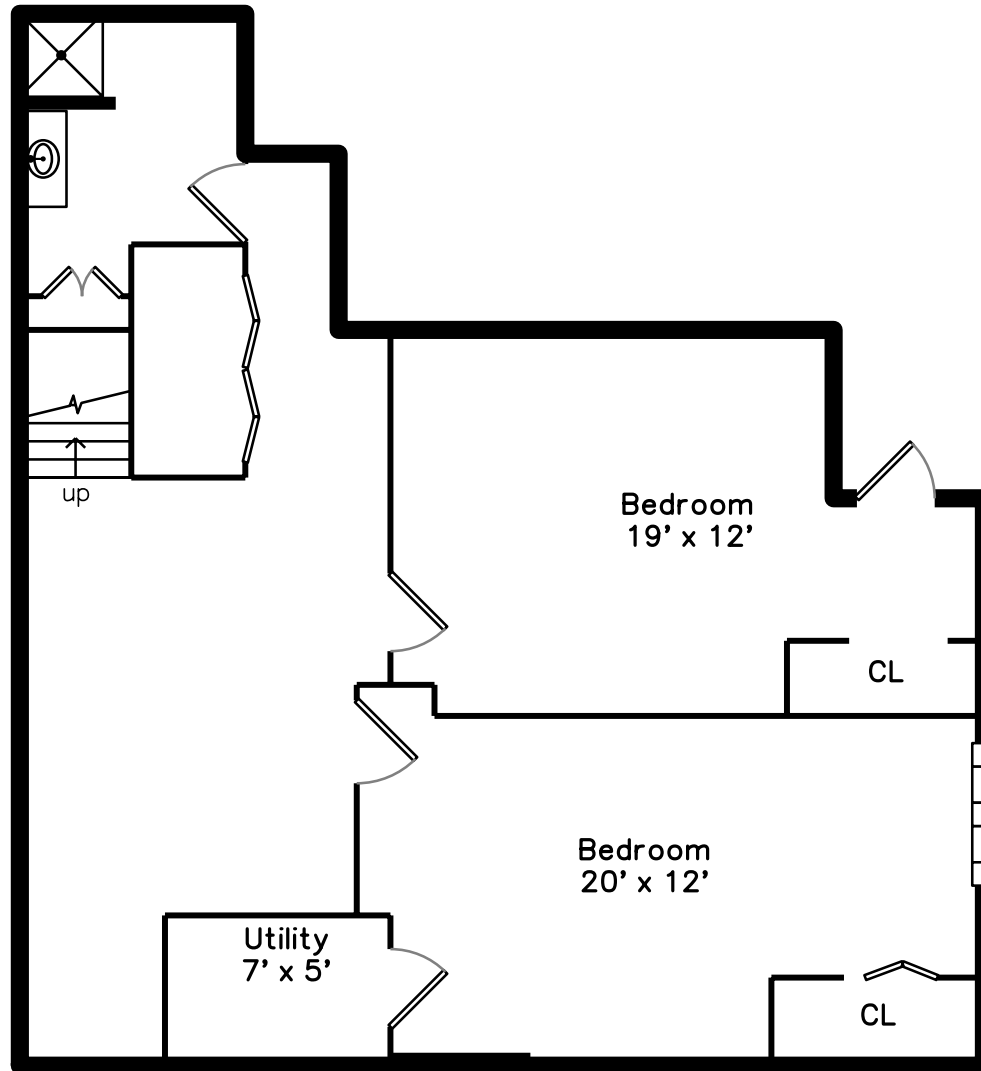 up
Bedroom
19' x 12'
CL
Bedroom
20' x 12'
Utility
7' x 5'
CL